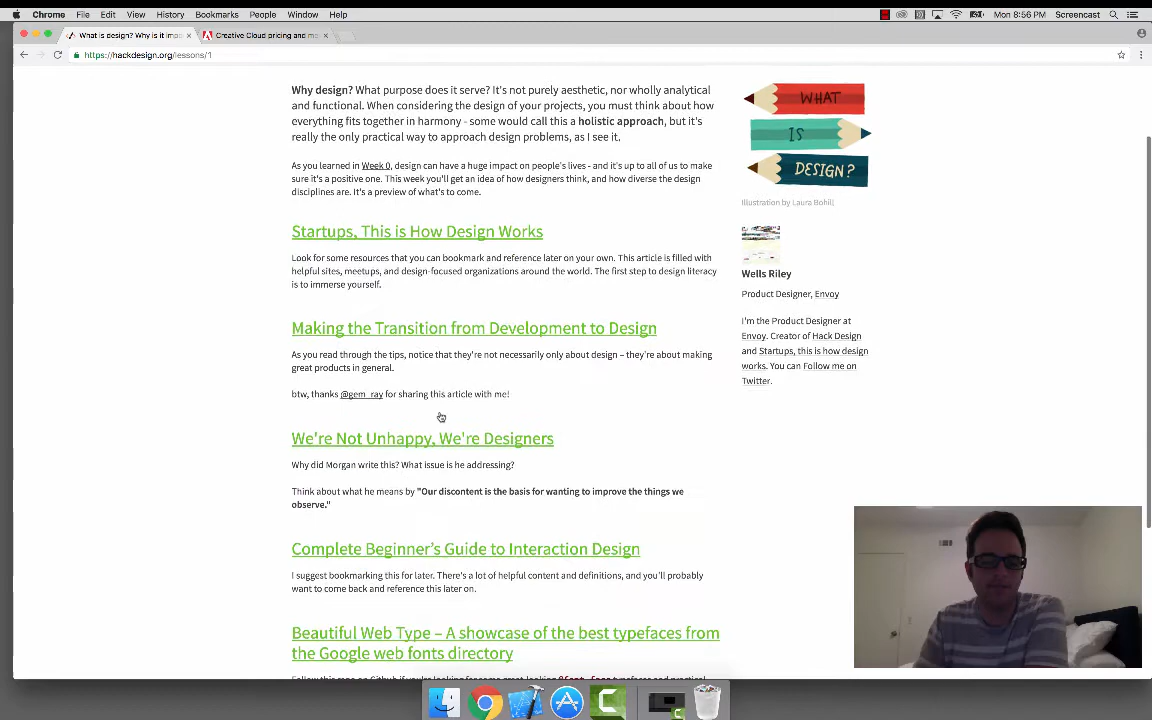 Chrome File Edit View History Bookmarks People Window Help
Mon 8:56 PM Screencast
What is design? Why is it impo
Creative Cloud pricing and me
https://hackdesign.org/lessons/1
Why design? What purpose does it serve? It's not purely aesthetic, nor wholly analytical
and functional. When considering the design of your projects, you must think about how
everything fits together in harmony - some would call this a holistic approach, but it's
really the only practical way to approach design problems, as I see it.
As you learned in Week 0, design can have a huge impact on people's lives - and it's up to all of us to make
sure it's a positive one. This week you'll get an idea of how designers think, and how diverse the design
disciplines are. It's a preview of what's to come.
Startups, This is How Design Works
Look for some resources that you can bookmark and reference later on your own. This article is filled with
helpful sites, meetups, and design-focused organizations around the world. The first step to design literacy
is to immerse yourself.
Making the Transition from Development to Design
As you read through the tips, notice that they're not necessarily only about design – they're about making
great products in general.
btw, thanks @gem_ray for sharing this article with me!
We're Not Unhappy, We're Designers
Why did Morgan write this? What issue is he addressing?
Think about what he means by "Our discontent is the basis for wanting to improve the things we
observe."
Complete Beginner's Guide to Interaction Design
I suggest bookmarking this for later. There's a lot of helpful content and definitions, and you'll probably
want to come back and reference this later on.
Beautiful Web Type – A showcase of the best typefaces from
the Google web fonts directory
WHAT
IS
DESIGN?
Illustration by Laura Bohill
Wells Riley
Product Designer, Envoy
I'm the Product Designer at
Envoy. Creator of Hack Design
and Startups, this is how design
works. You can Follow me on
Twitter.